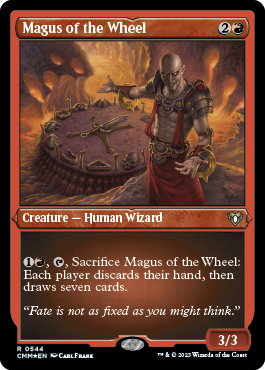 Magus of the Wheel 2
Creature — Human Wizard
1, , Sacrifice Magus of the Wheel:
Each player discards their hand, then
draws seven cards.
“Fate is not as fixed as you might think.”
3/3
R 0544
CMM★EN CARL FRANK
™ & © 2023 Wizards of the Coast